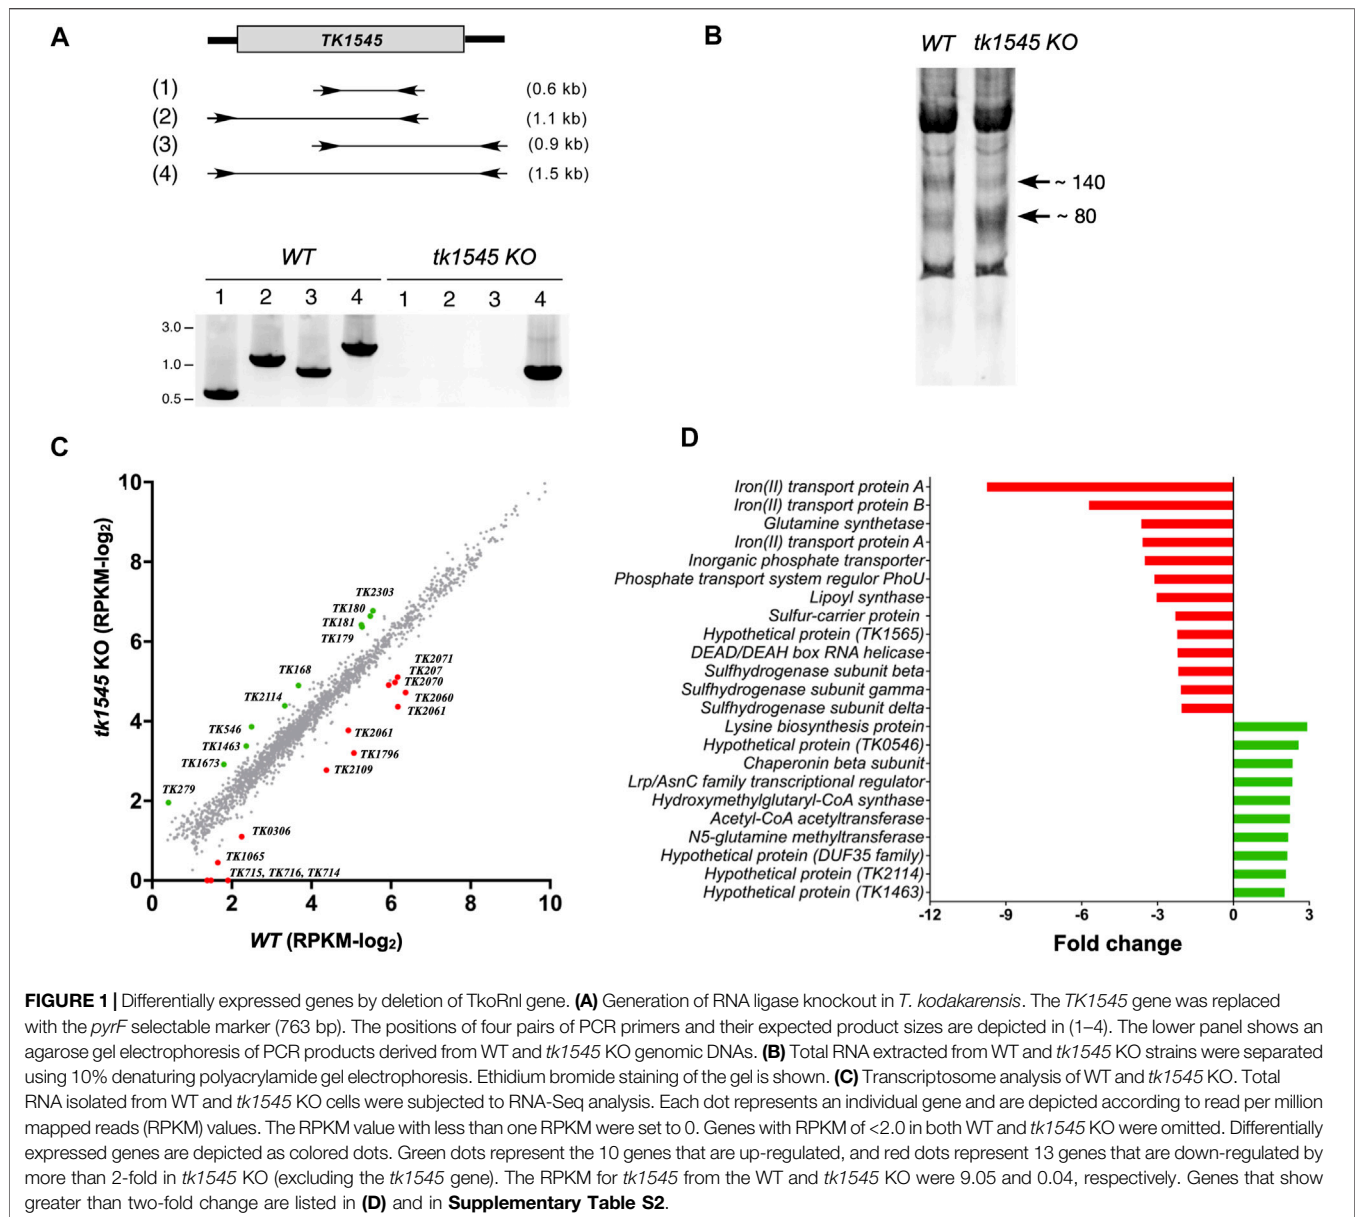 A
TK1545
(1)
(0.6 kb)
(2)
(1.1 kb)
(3)
(0.9 kb)
(4)
(1.5 kb)
WT
tk1545 KO
1
2
3
4
1
2
3
4
3.0
1.0
0.5
B
WT tk1545 KO
~ 140
~ 80
C
tk1545 KO (RPKM-log2)
10
8
6
4
2
0
TK2303
TK180
TK181
TK179
TK168
TK2114
TK546
TK1463
TK1673
TK279
TK2071
TK207
TK2070
TK2060
TK2061
TK2061
TK1796
TK2109
TK0306
TK1065
TK715, TK716, TK714
0
2
4
6
8
10
WT (RPKM-log2)
D
Iron(II) transport protein A
Iron(II) transport protein B
Glutamine synthetase
Iron(II) transport protein A
Inorganic phosphate transporter
Phosphate transport system regulor PhoU
Lipoyl synthase
Sulfur-carrier protein
Hypothetical protein (TK1565)
DEAD/DEAH box RNA helicase
Sulfhydrogenase subunit beta
Sulfhydrogenase subunit gamma
Sulfhydrogenase subunit delta
Lysine biosynthesis protein
Hypothetical protein (TK0546)
Chaperonin beta subunit
Lrp/AsnC family transcriptional regulator
Hydroxymethylglutaryl-CoA synthase
Acetyl-CoA acetyltransferase
N5-glutamine methyltransferase
Hypothetical protein (DUF35 family)
Hypothetical protein (TK2114)
Hypothetical protein (TK1463)
-12
-9
-6
-3
0
3
Fold change
FIGURE 1 | Differentially expressed genes by deletion of TkoRnl gene. (A) Generation of RNA ligase knockout in T. kodakarensis. The TK1545 gene was replaced
with the pyrF selectable marker (763 bp). The positions of four pairs of PCR primers and their expected product sizes are depicted in (1–4). The lower panel shows an
agarose gel electrophoresis of PCR products derived from WT and tk1545 KO genomic DNAs. (B) Total RNA extracted from WT and tk1545 KO strains were separated
using 10% denaturing polyacrylamide gel electrophoresis. Ethidium bromide staining of the gel is shown. (C) Transcriptosome analysis of WT and tk1545 KO. Total
RNA isolated from WT and tk1545 KO cells were subjected to RNA-Seq analysis. Each dot represents an individual gene and are depicted according to read per million
mapped reads (RPKM) values. The RPKM value with less than one RPKM were set to 0. Genes with RPKM of <2.0 in both WT and tk1545 KO were omitted. Differentially
expressed genes are depicted as colored dots. Green dots represent the 10 genes that are up-regulated, and red dots represent 13 genes that are down-regulated by
more than 2-fold in tk1545 KO (excluding the tk1545 gene). The RPKM for tk1545 from the WT and tk1545 KO were 9.05 and 0.04, respectively. Genes that show
greater than two-fold change are listed in (D) and in Supplementary Table S2.